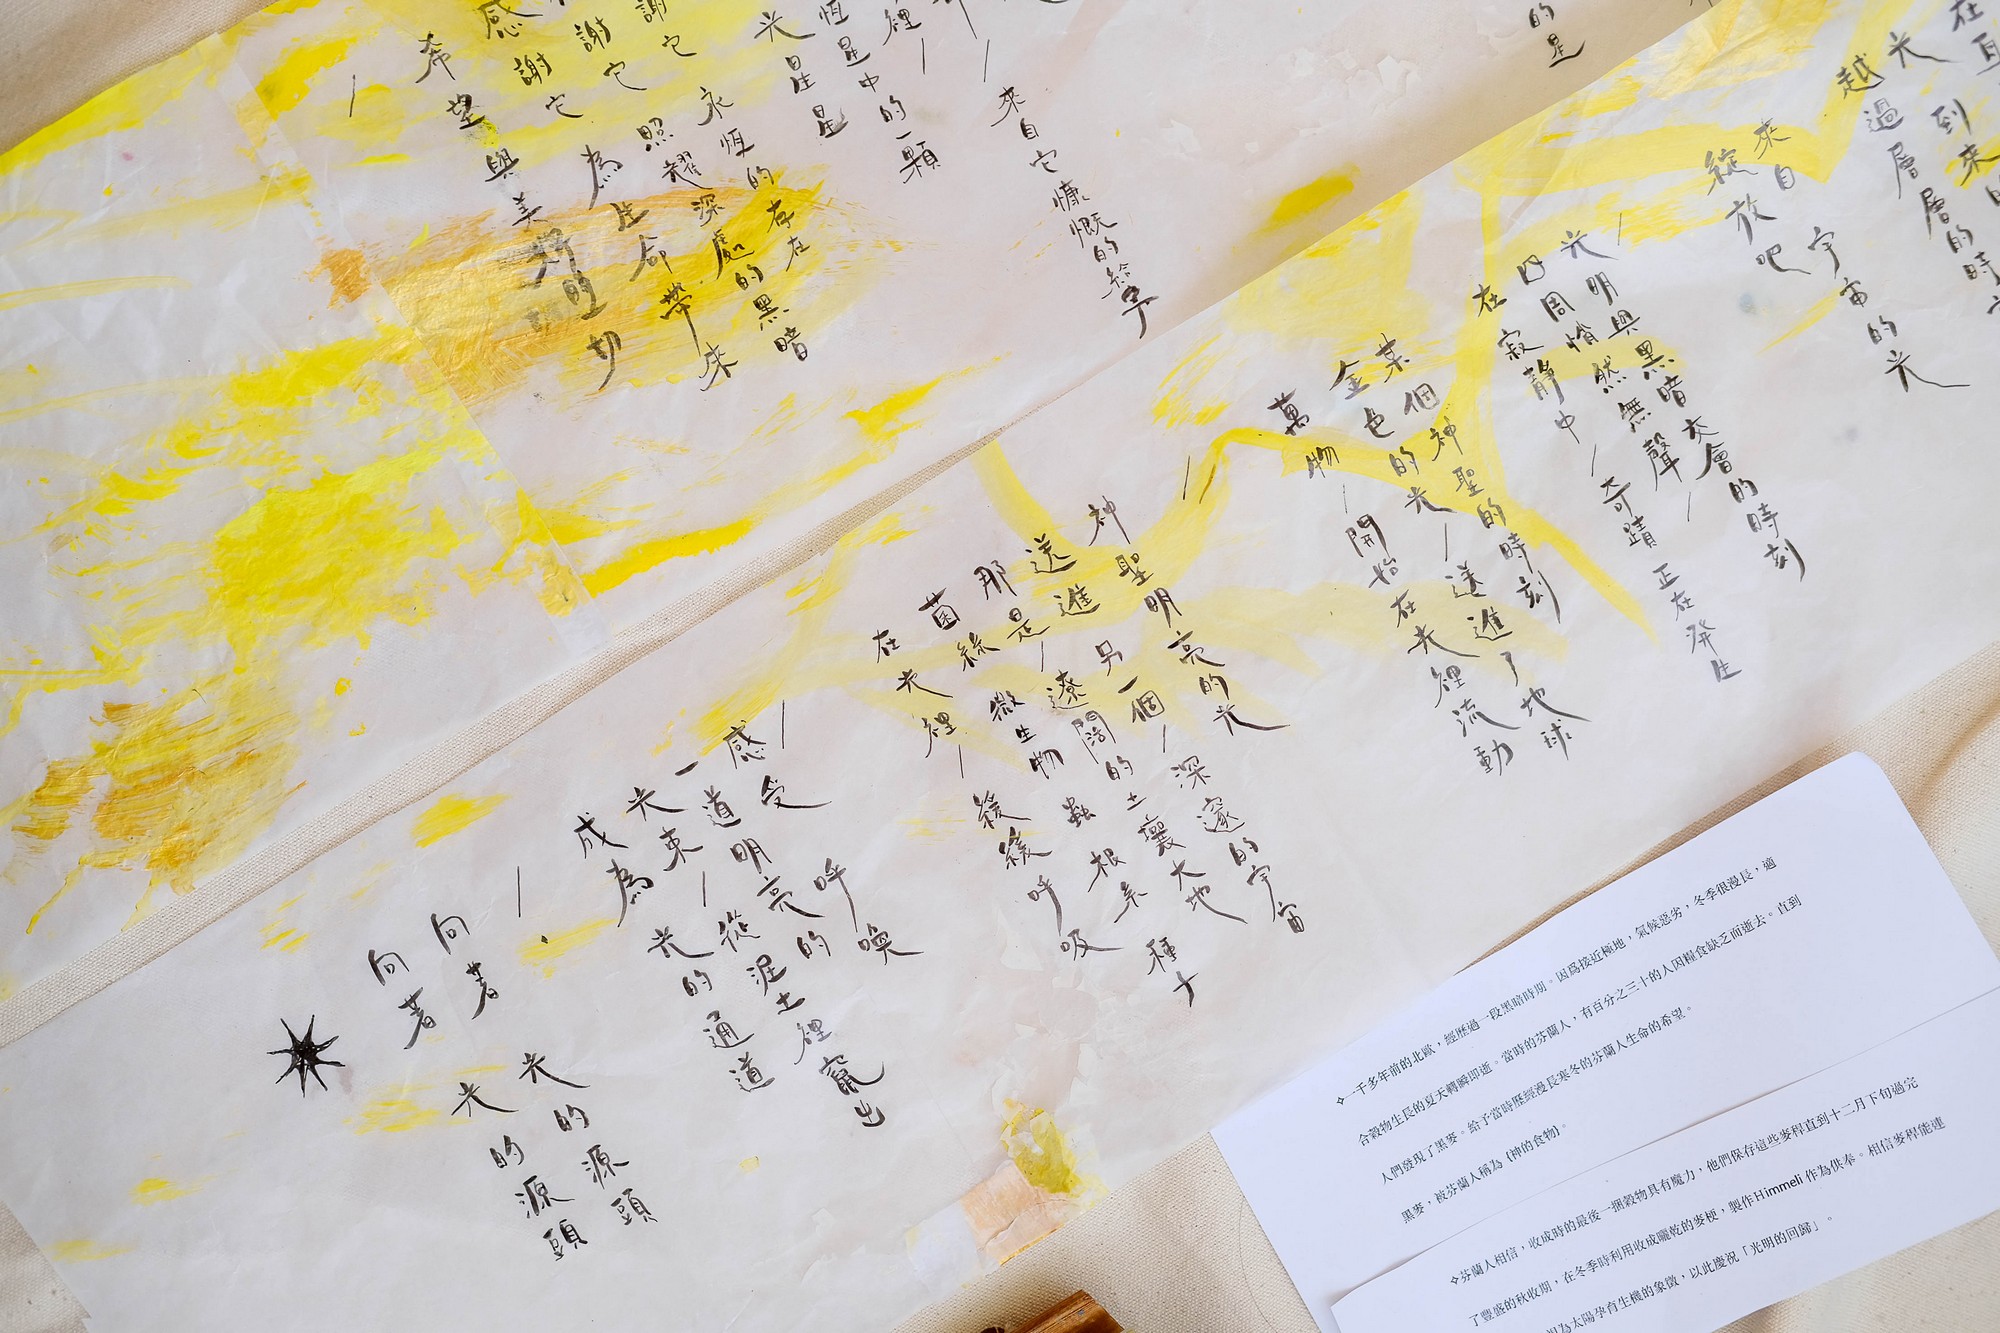 的星
/來自它慷慨的給予
裡/
恆星中的一顆
光星星
謝它 永恆的存在
謝它 照耀深處的黑暗
感謝它 為生命帶來
希望與美好的一切
/
在
光 到來
越過層層的時
來自 宇宙的光
綻放吧
/
光明與黑暗交會的時刻
四周悄然無聲/
在寂靜中/奇蹟正在發生
某個神聖的時刻
金色的光/送進了地球
萬物/開始在光裡流動
//
神聖明亮的光
送進 另一個/深邃的宇宙
那是/遼闊的土壤大地
菌絲 微生物 蟲 根系 種子
在光裡/緩緩呼吸
/
感受 呼喚
一道明亮的
光束/從泥土裡竄出
成為 光的通道
/
向著 光的源頭
向著 光的源頭
✧一千多年前的北歐，經歷過一段黑暗時期。因為接近極地，氣候惡劣，冬季很漫長，適
合穀物生長的夏天轉瞬即逝。當時的芬蘭人，有百分之三十的人因糧食缺乏而逝去。直到
人們發現了黑麥。給予當時歷經漫長寒冬的芬蘭人生命的希望。
黑麥，被芬蘭人稱為《神的食物》。
✧芬蘭人相信，收成時的最後一捆穀物具有魔力，他們保存這些麥稈直到十二月下旬過完
了豐盛的秋收期，在冬季時利用收成曬乾的麥梗，製作Himmeli 作為供奉。相信麥稈能連
因為太陽孕育生機的象徵，以此慶祝「光明的回歸」。